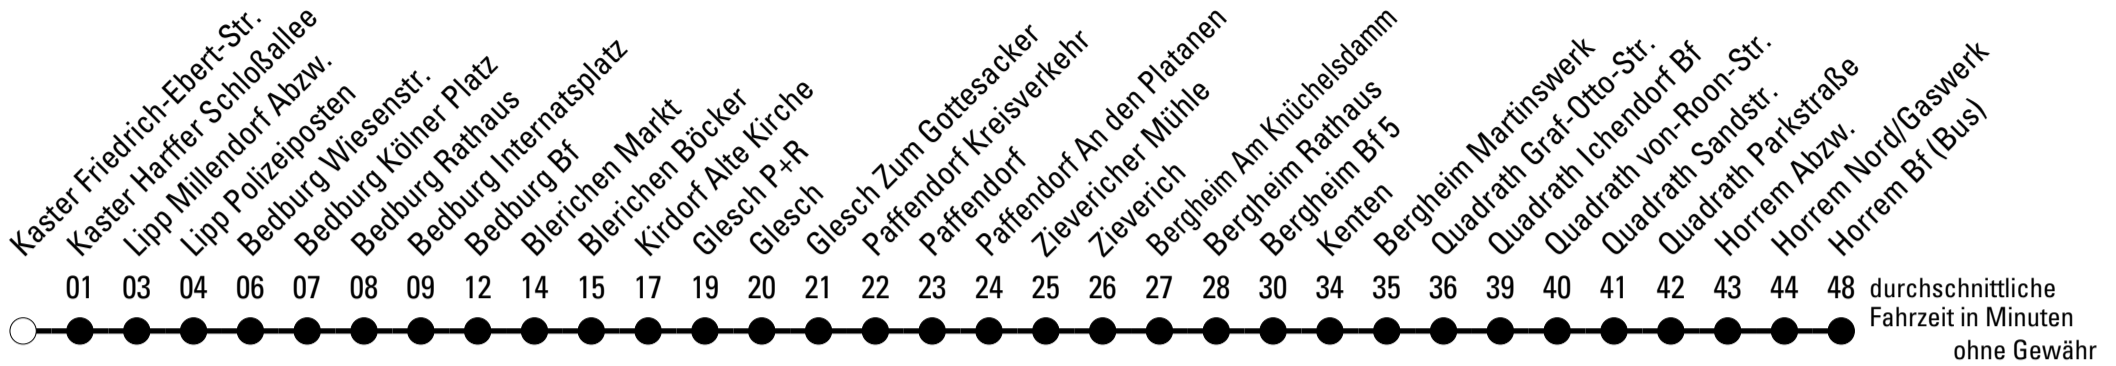 Kaster Friedrich-Ebert-Str.
Kaster Harffer Schloßallee
Lipp Millendorf Abzw.
Lipp Polizeiposten
Bedburg Wiesenstr.
Bedburg Kölner Platz
Bedburg Rathaus
Bedburg Internatsplatz
Bedburg Bf
Blerichen Markt
Blerichen Böcker
Kirdorf Alte Kirche
Glesch P+R
Glesch
Glesch Zum Gottesacker
Paffendorf Kreisverkehr
Paffendorf
Paffendorf An den Platanen
Zievericher Mühle
Zieverich
Bergheim Am Knüchelsdamm
Bergheim Rathaus
Bergheim Bf 5
Kenten
Bergheim Martinswerk
Quadrath Graf-Otto-Str.
Quadrath Ichendorf Bf
Quadrath von-Roon-Str.
Quadrath Sandstr.
Quadrath Parkstraße
Horrem Abzw.
Horrem Nord/Gaswerk
Horrem Bf (Bus)
01 03 04 06 07 08 09 12 14 15 17 19 20 21 22 23 24 25 26 27 28 30 34 35 36 39 40 41 42 43 44 48 durchschnittliche
Fahrzeit in Minuten
ohne Gewähr